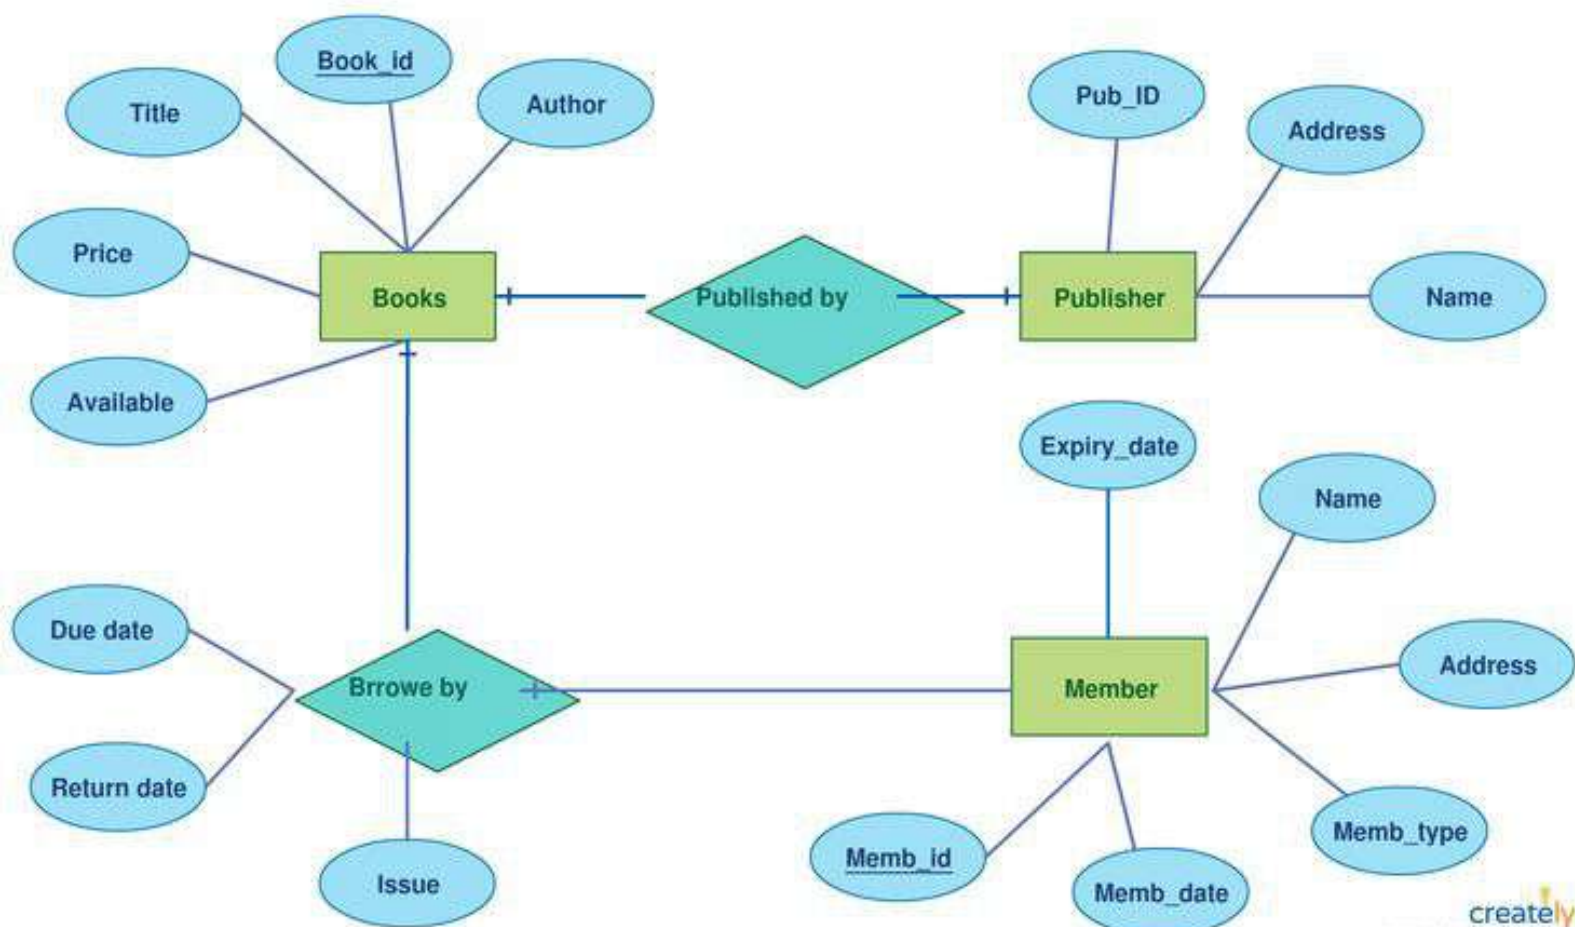 Book_id
Author
Title
Pub_ID
Address
Price
Books
Published by
Publisher
Name
Available
Expiry_date
Name
Due date
Brrowe by
Member
Address
Return date
Memb_type
Memb_id
Issue
Memb_date
creately